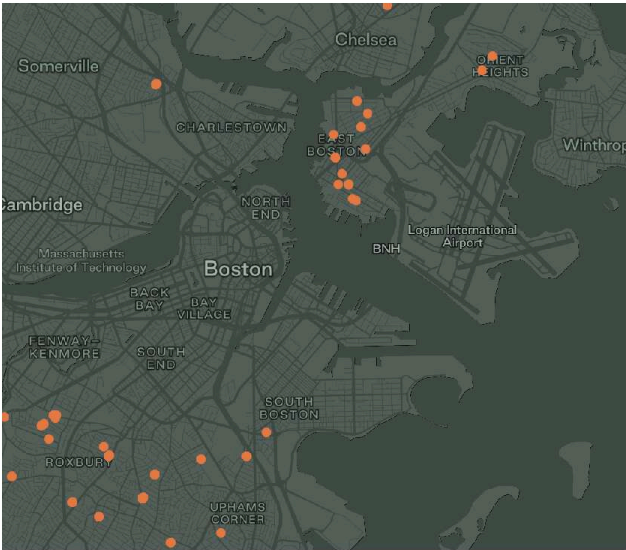 Chelsea
Somerville
ORIENT
HEIGHTS
CHARLESTOWN
EAST
BOSTON
Winthrop
Cambridge
NORTH
END
Logan International
Airport
BNH
Massachusetts
Institute of Technology
Boston
BACK
BAY
BAY
VILLAGE
FENWAY-
KENMORE
SOUTH
END
SOUTH
BOSTON
ROXBURY
UPHAMS
CORNER